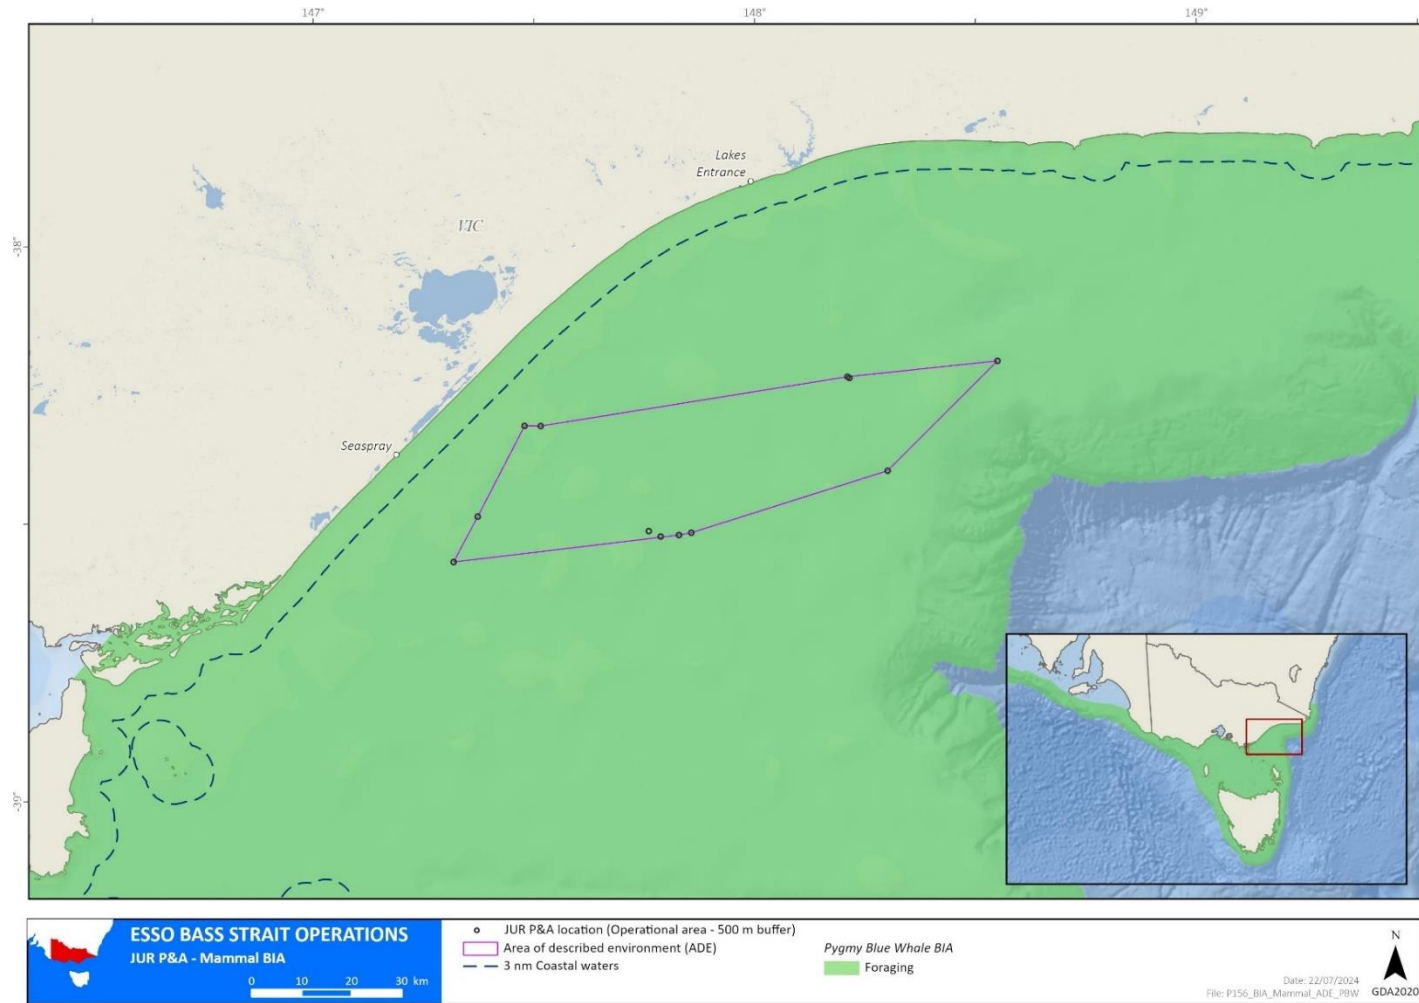 147°
148°
149°
Lakes
Entrance
VIC
-38°
Seaspray
-39°
ESSO BASS STRAIT OPERATIONS
JUR P&A - Mammal BIA
0 10 20 30 km
JUR P&A location (Operational area - 500 m buffer)
Area of described environment (ADE)
3 nm Coastal waters
Pygmy Blue Whale BIA
Foraging
N
Date: 22/07/2024
File: P156_BIA_Mammal_ADE_PBW
GDA2020